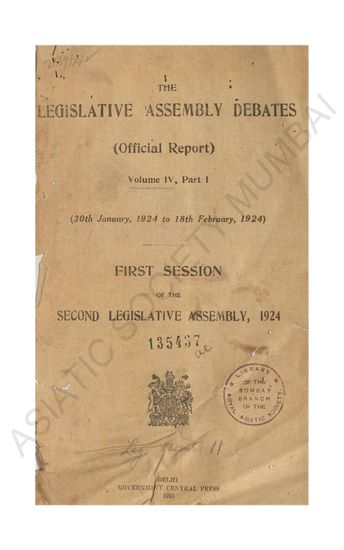 THE
LEGISLATIVE ASSEMBLY DEBATES
(Official Report)
Volume IV, Part I
(30th January, 1924 to 18th February, 1924)
FIRST SESSION
OF THE
SECOND LEGISLATIVE ASSEMBLY, 1924
135437
LIBRARY
OF THE
BOMBAY
BRANCH
OF THE
ROYAL ASIATIC SOCIETY
DELHI
GOVERNMENT CENTRAL PRESS
1924
ASIATIC SOCIETY MUMBAI